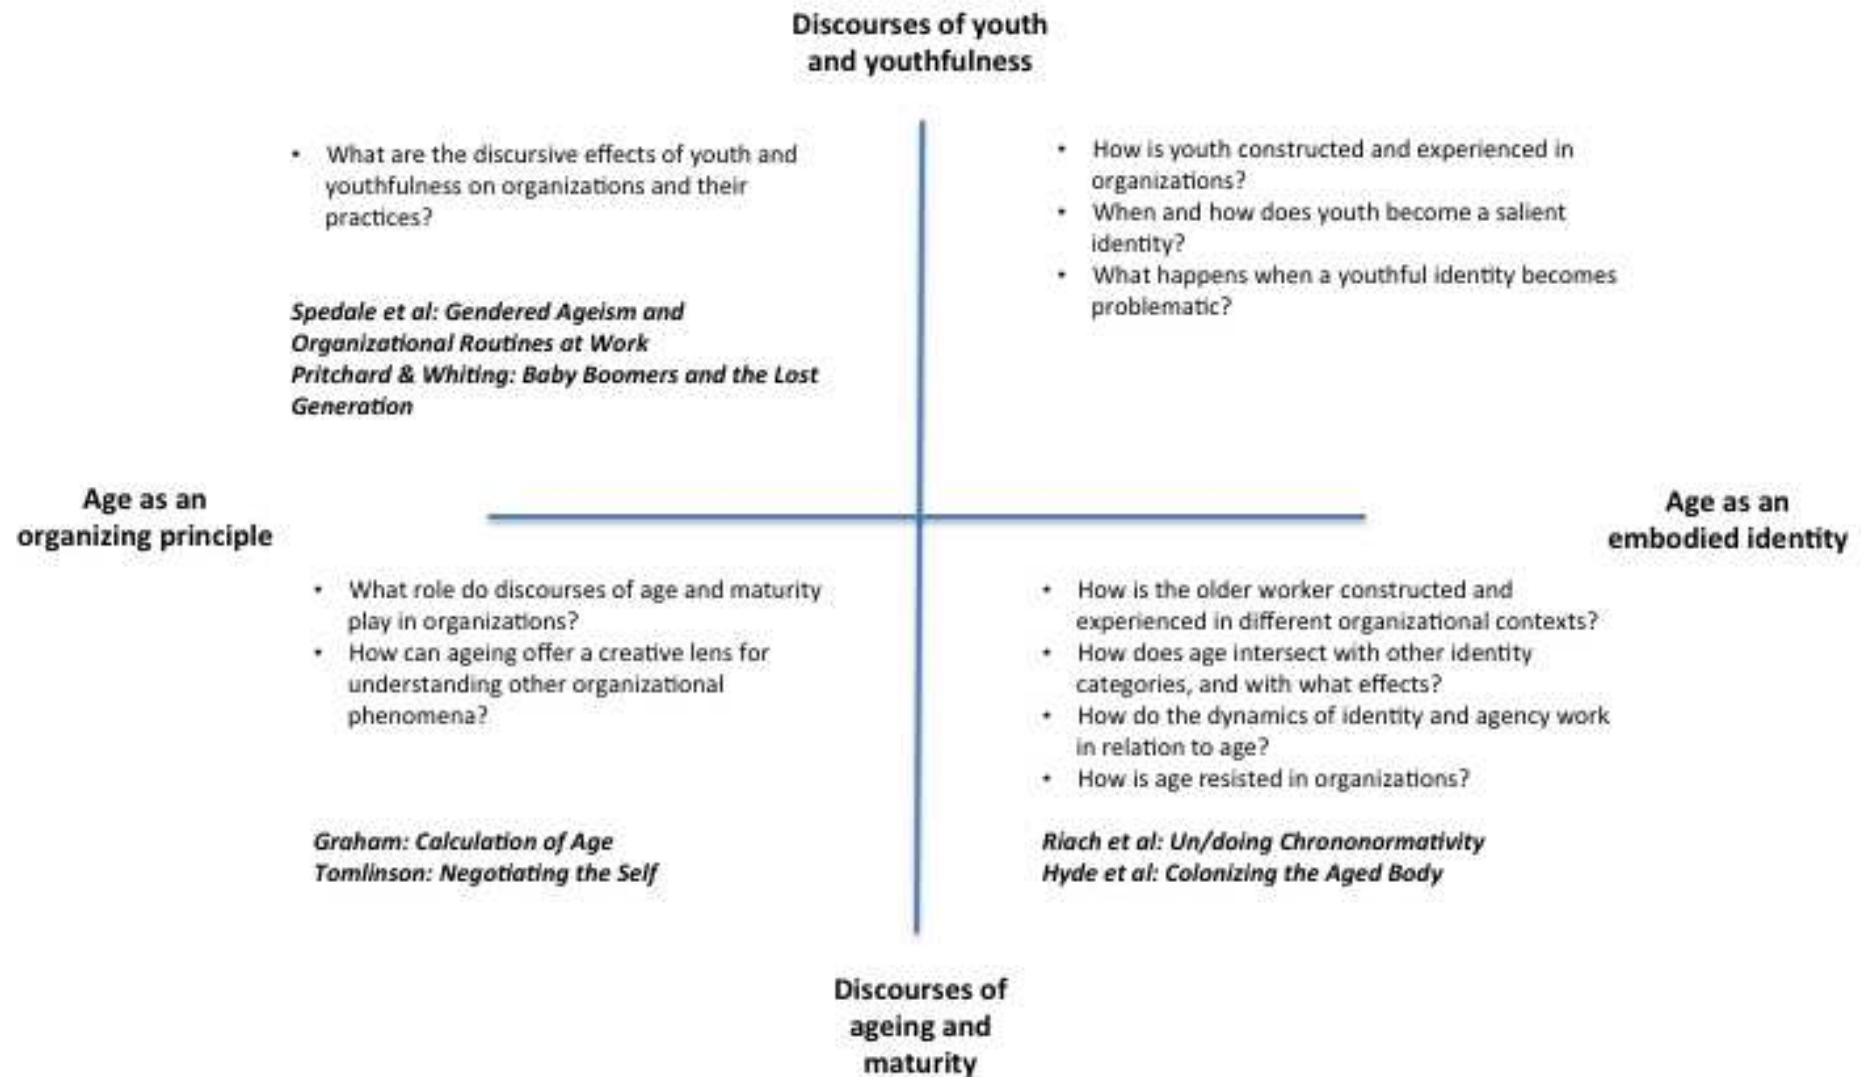 Discourses of youth
and youthfulness
• What are the discursive effects of youth and
youthfulness on organizations and their
practices?
Spedale et al: Gendered Ageism and
Organizational Routines at Work
Pritchard & Whiting: Baby Boomers and the Lost
Generation
• How is youth constructed and experienced in
organizations?
• When and how does youth become a salient
identity?
• What happens when a youthful identity becomes
problematic?
Age as an
organizing principle
Age as an
embodied identity
• What role do discourses of age and maturity
play in organizations?
• How can ageing offer a creative lens for
understanding other organizational
phenomena?
Graham: Calculation of Age
Tomlinson: Negotiating the Self
• How is the older worker constructed and
experienced in different organizational contexts?
• How does age intersect with other identity
categories, and with what effects?
• How do the dynamics of identity and agency work
in relation to age?
• How is age resisted in organizations?
Riach et al: Un/doing Chrononormativity
Hyde et al: Colonizing the Aged Body
Discourses of
ageing and
maturity